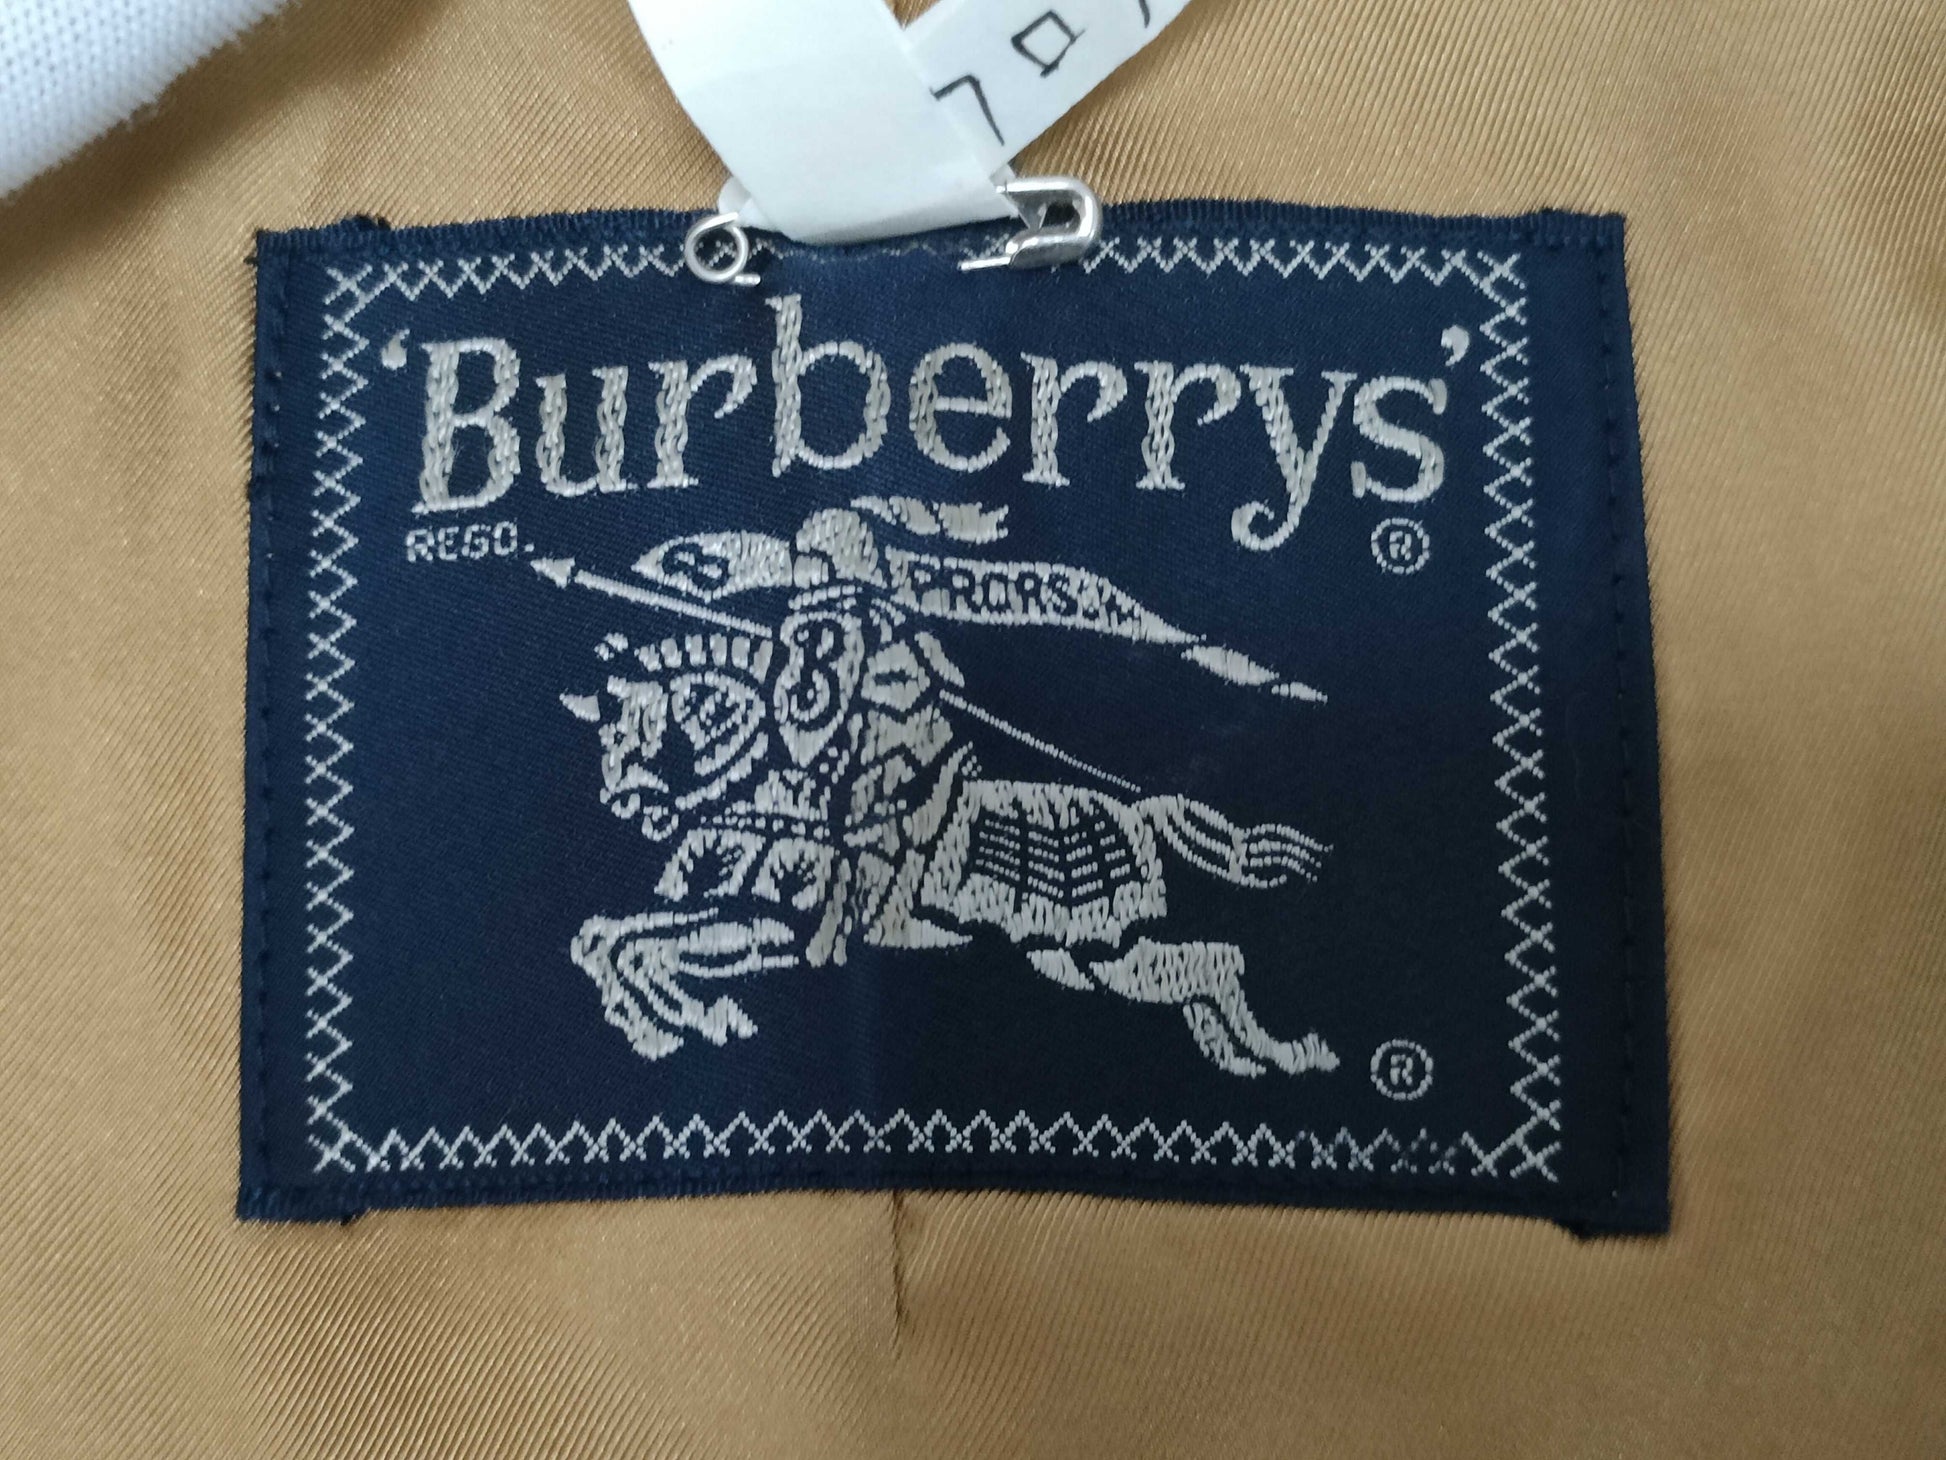 'Burberrys'
REGD. ®
PRORSUM
B
®